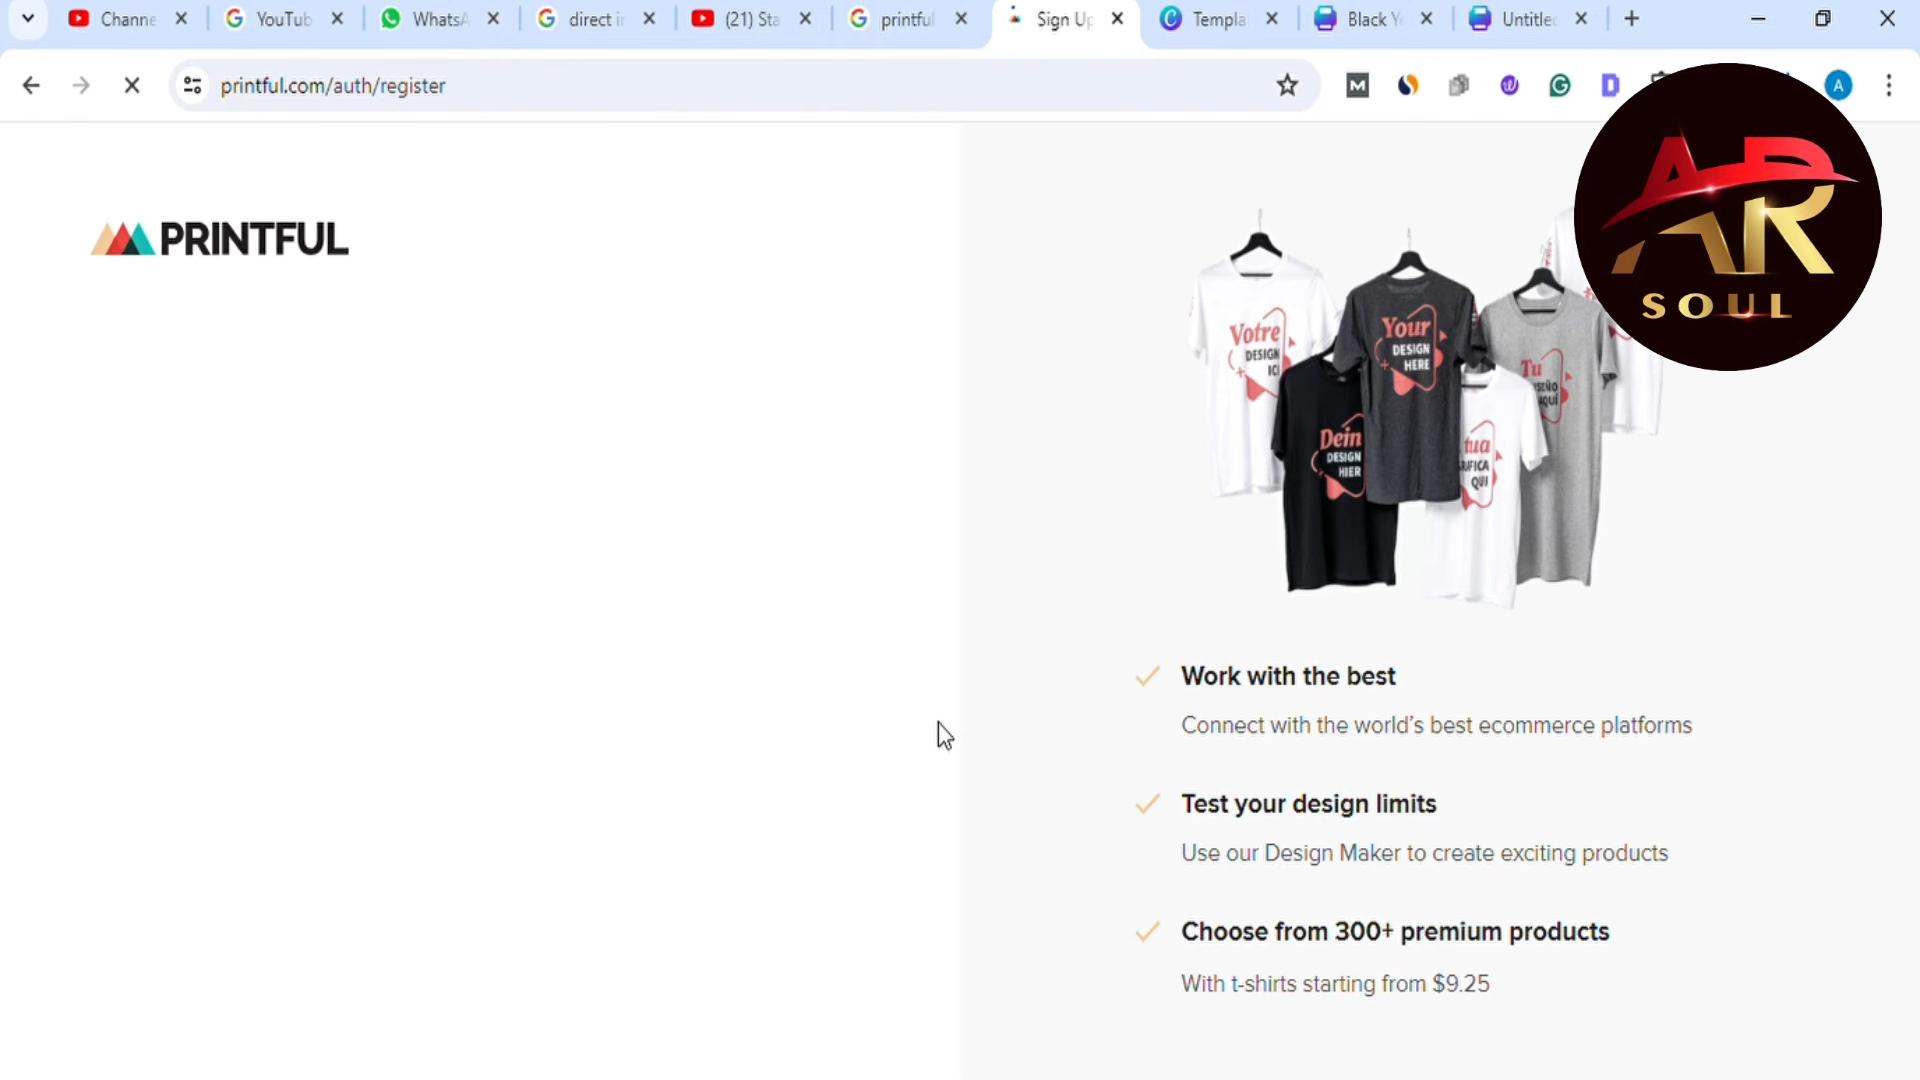 Channe
YouTub
WhatsA
direct in
(21) Sta
printful
Sign Up
Templa
Black Y
Untitled
printful.com/auth/register
A
PRINTFUL
AR
SOUL
Votre
DESIGN
ICI
Your
DESIGN
HERE
Tu
Dein
DESIGN
HIER
tua
QUI
Work with the best
Connect with the world's best ecommerce platforms
Test your design limits
Use our Design Maker to create exciting products
Choose from 300+ premium products
With t-shirts starting from $9.25